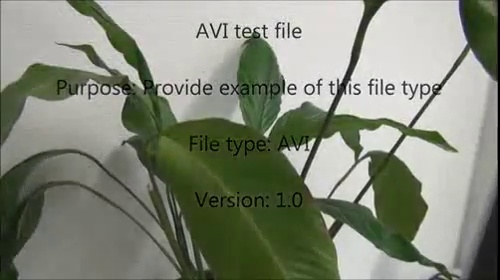 AVI test file
Purpose: Provide example of this file type
File type: AVI
Version: 1.0